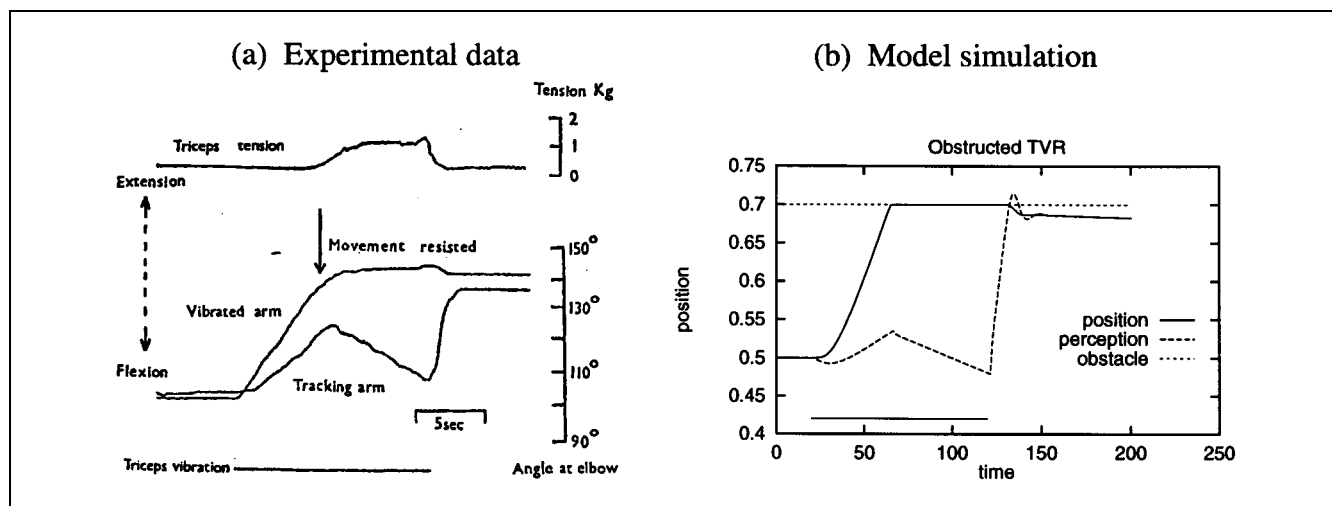 (a) Experimental data
Tension Kg
2
1
0
Triceps tension
Extension
Movement resisted
150°
130°
110°
90°
Vibrated arm
Flexion
Tracking arm
5sec
Triceps vibration
Angle at elbow
(b) Model simulation
Obstructed TVR
0.75
0.7
0.65
0.6
0.55
0.5
0.45
0.4
position
position
perception
obstacle
0 50 100 150 200 250
time